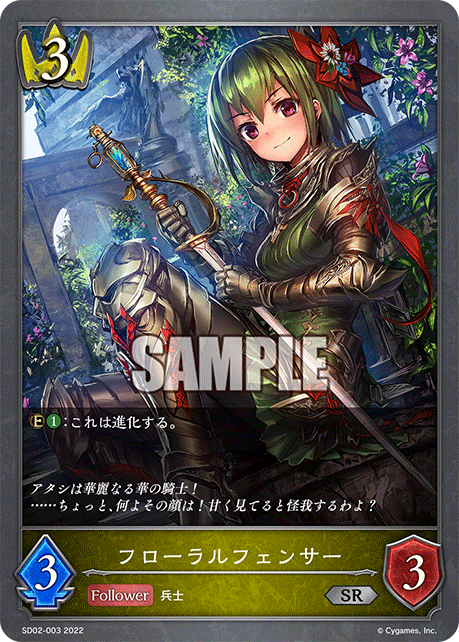 3
SAMPLE
E 1：これは進化する。
アタシは華麗なる華の騎士！
……ちょっと、何よその顔は！甘く見てると怪我するわよ？
フローラルフェンサー
3
Follower 兵士
SR
3
SD02-003 2022
© Cygames, Inc.